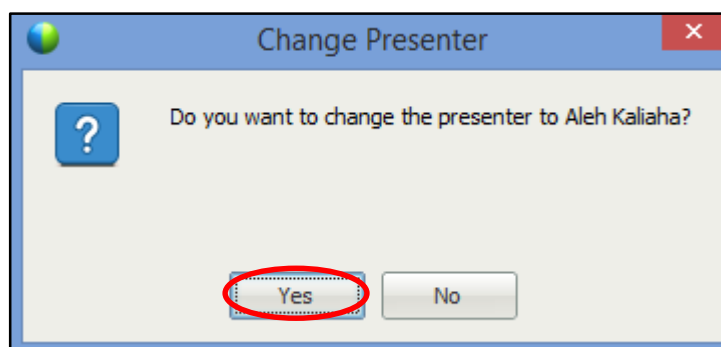 Change Presenter
Do you want to change the presenter to Aleh Kaliaha?
Yes No